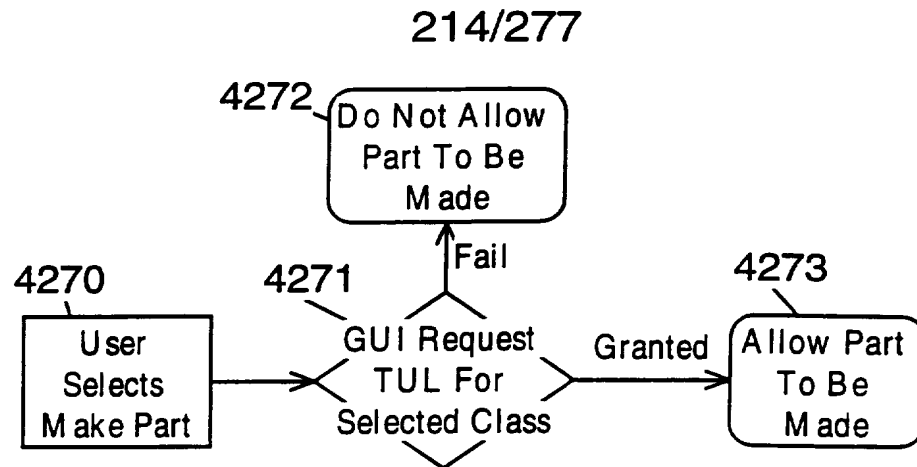 214/277
4272
Do Not Allow
Part To Be
Made
Fail
4270
User
Selects
Make Part
4271
GUI Request
TUL For
Selected Class
Granted
4273
Allow Part
To Be
Made